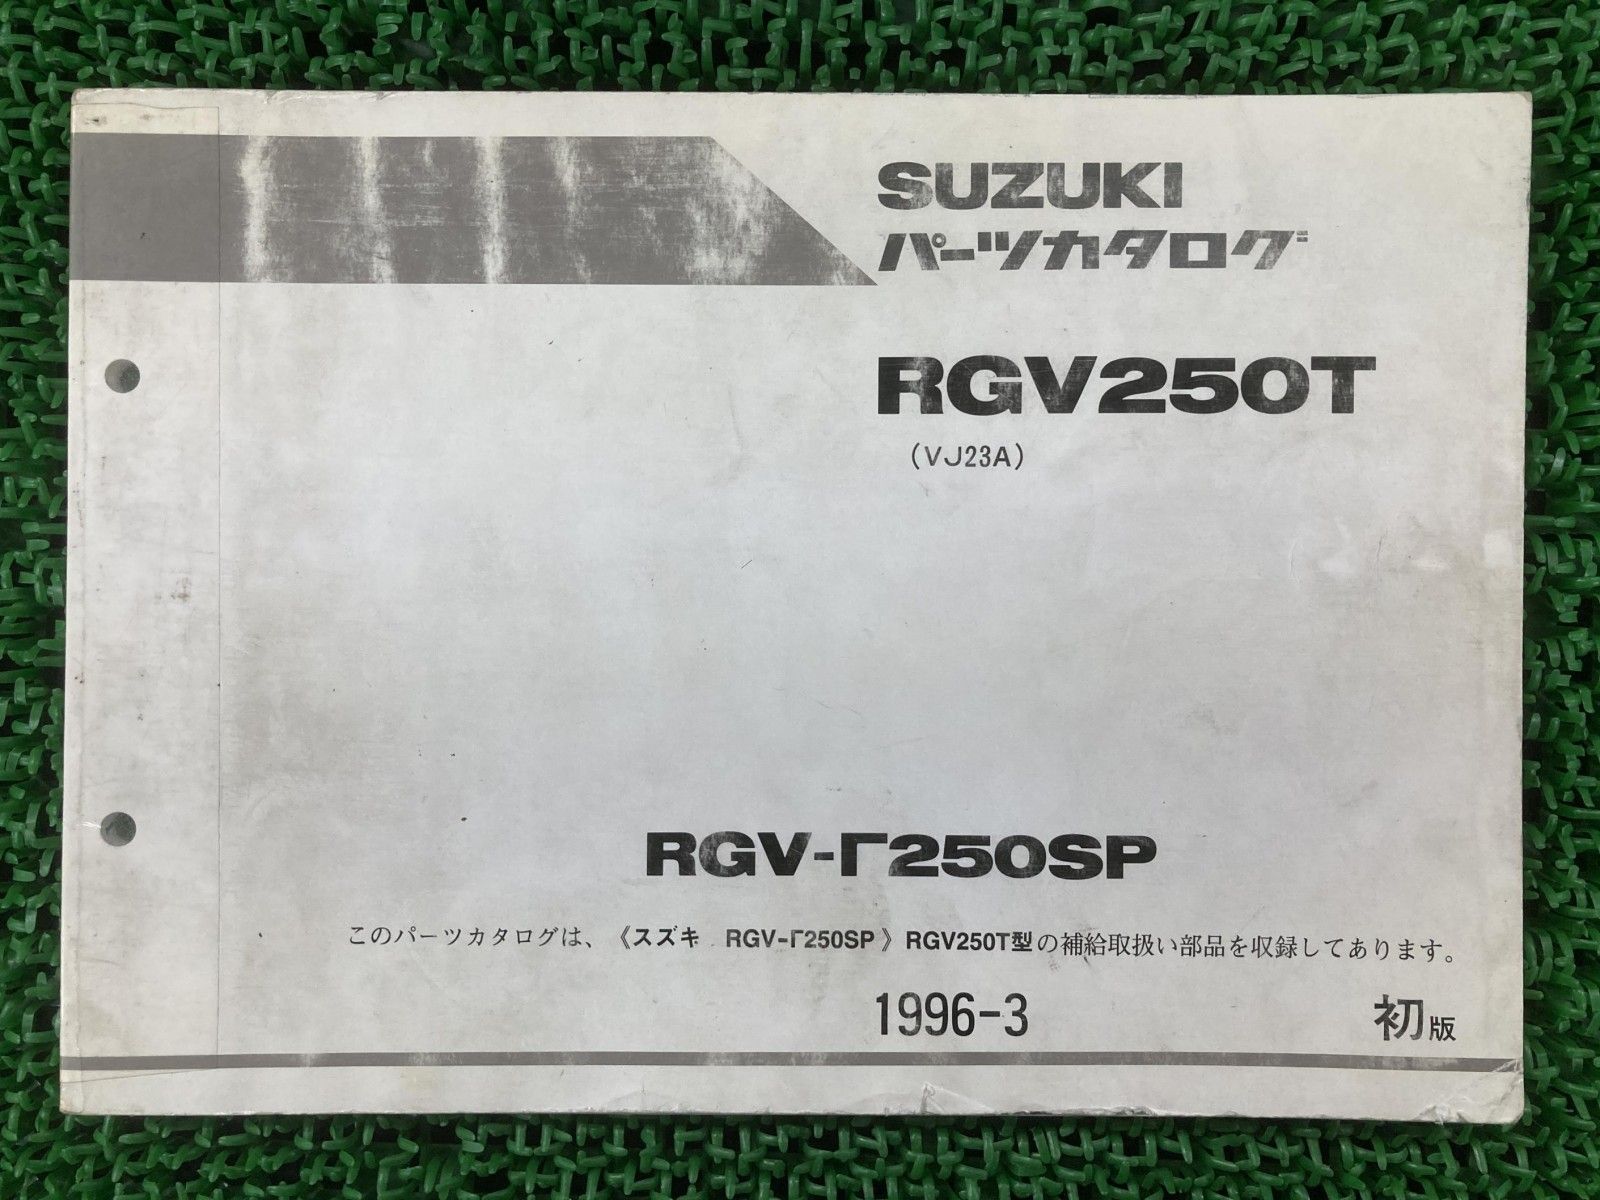 SUZUKI
パーツカタログ
RGV250T
(VJ23A)
RGV-Γ250SP
このパーツカタログは、《スズキ RGV-Γ250SP》RGV250T型の補給取扱い部品を収録してあります。
1996-3
初版